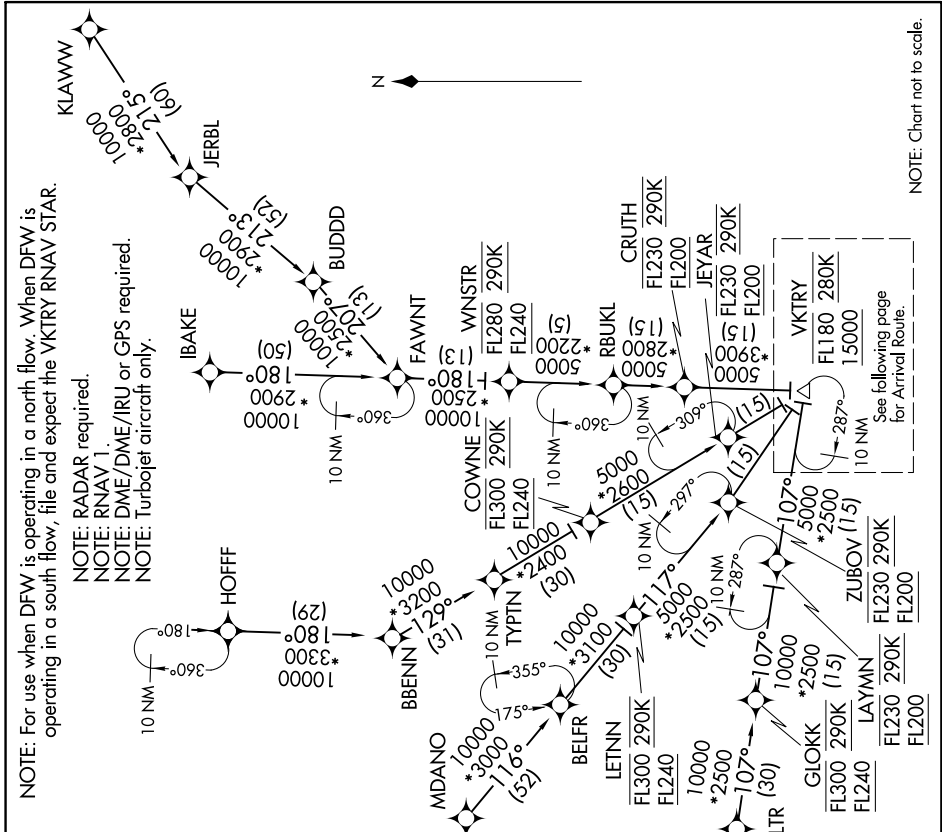 NOTE: For use when DFW is operating in a north flow. When DFW is
operating in a south flow, file and expect the VKTRY RNAV STAR.
NOTE: RADAR required.
NOTE: RNAV 1.
NOTE: DME/DME/IRU or GPS required.
NOTE: Turbojet aircraft only.
KLAWW
10000
*2800
215°
(60)
JERBL
10000
*2900
213°
(52)
BUDDD
10000
*2500
207°
(13)
N
IBAKE
10000
*2900
180°
(50)
10 NM
360°
FAWNT
10000
*2500
180°
(13)
WNSTR
FL280 290K
FL240
5000
*2200
(5)
10 NM
360°
RBUKL
5000
*2800
(15)
CRUTH
FL230 290K
FL200
5000
*3900
(15)
JEYAR
FL230 290K
FL200
10 NM
309°
(15)
HOFFF
180°
360°
10 NM
10000
*3300
180°
(29)
BBENN
10000
*3200
129°
(31)
TYPTN
10000
*2400
(30)
COWNE
FL300 290K
FL240
5000
*2600
(15)
MDANO
10000
*3000
116°
(52)
BELFR
10 NM
175°
355°
10000
*3100
(30)
LETNN
FL300 290K
FL240
117°
5000
*2500
(15)
10 NM
297°
(15)
ZUBOV
FL230 290K
FL200
LTR
10000
*2500
107°
(30)
GLOKK
FL300 290K
FL240
107°
10000
*2500
(15)
LAYMN
FL230 290K
FL200
10 NM
287°
107°
5000
*2500
(15)
VKTRY
FL180 280K
15000
287°
10 NM
See following page
for Arrival Route.
NOTE: Chart not to scale.